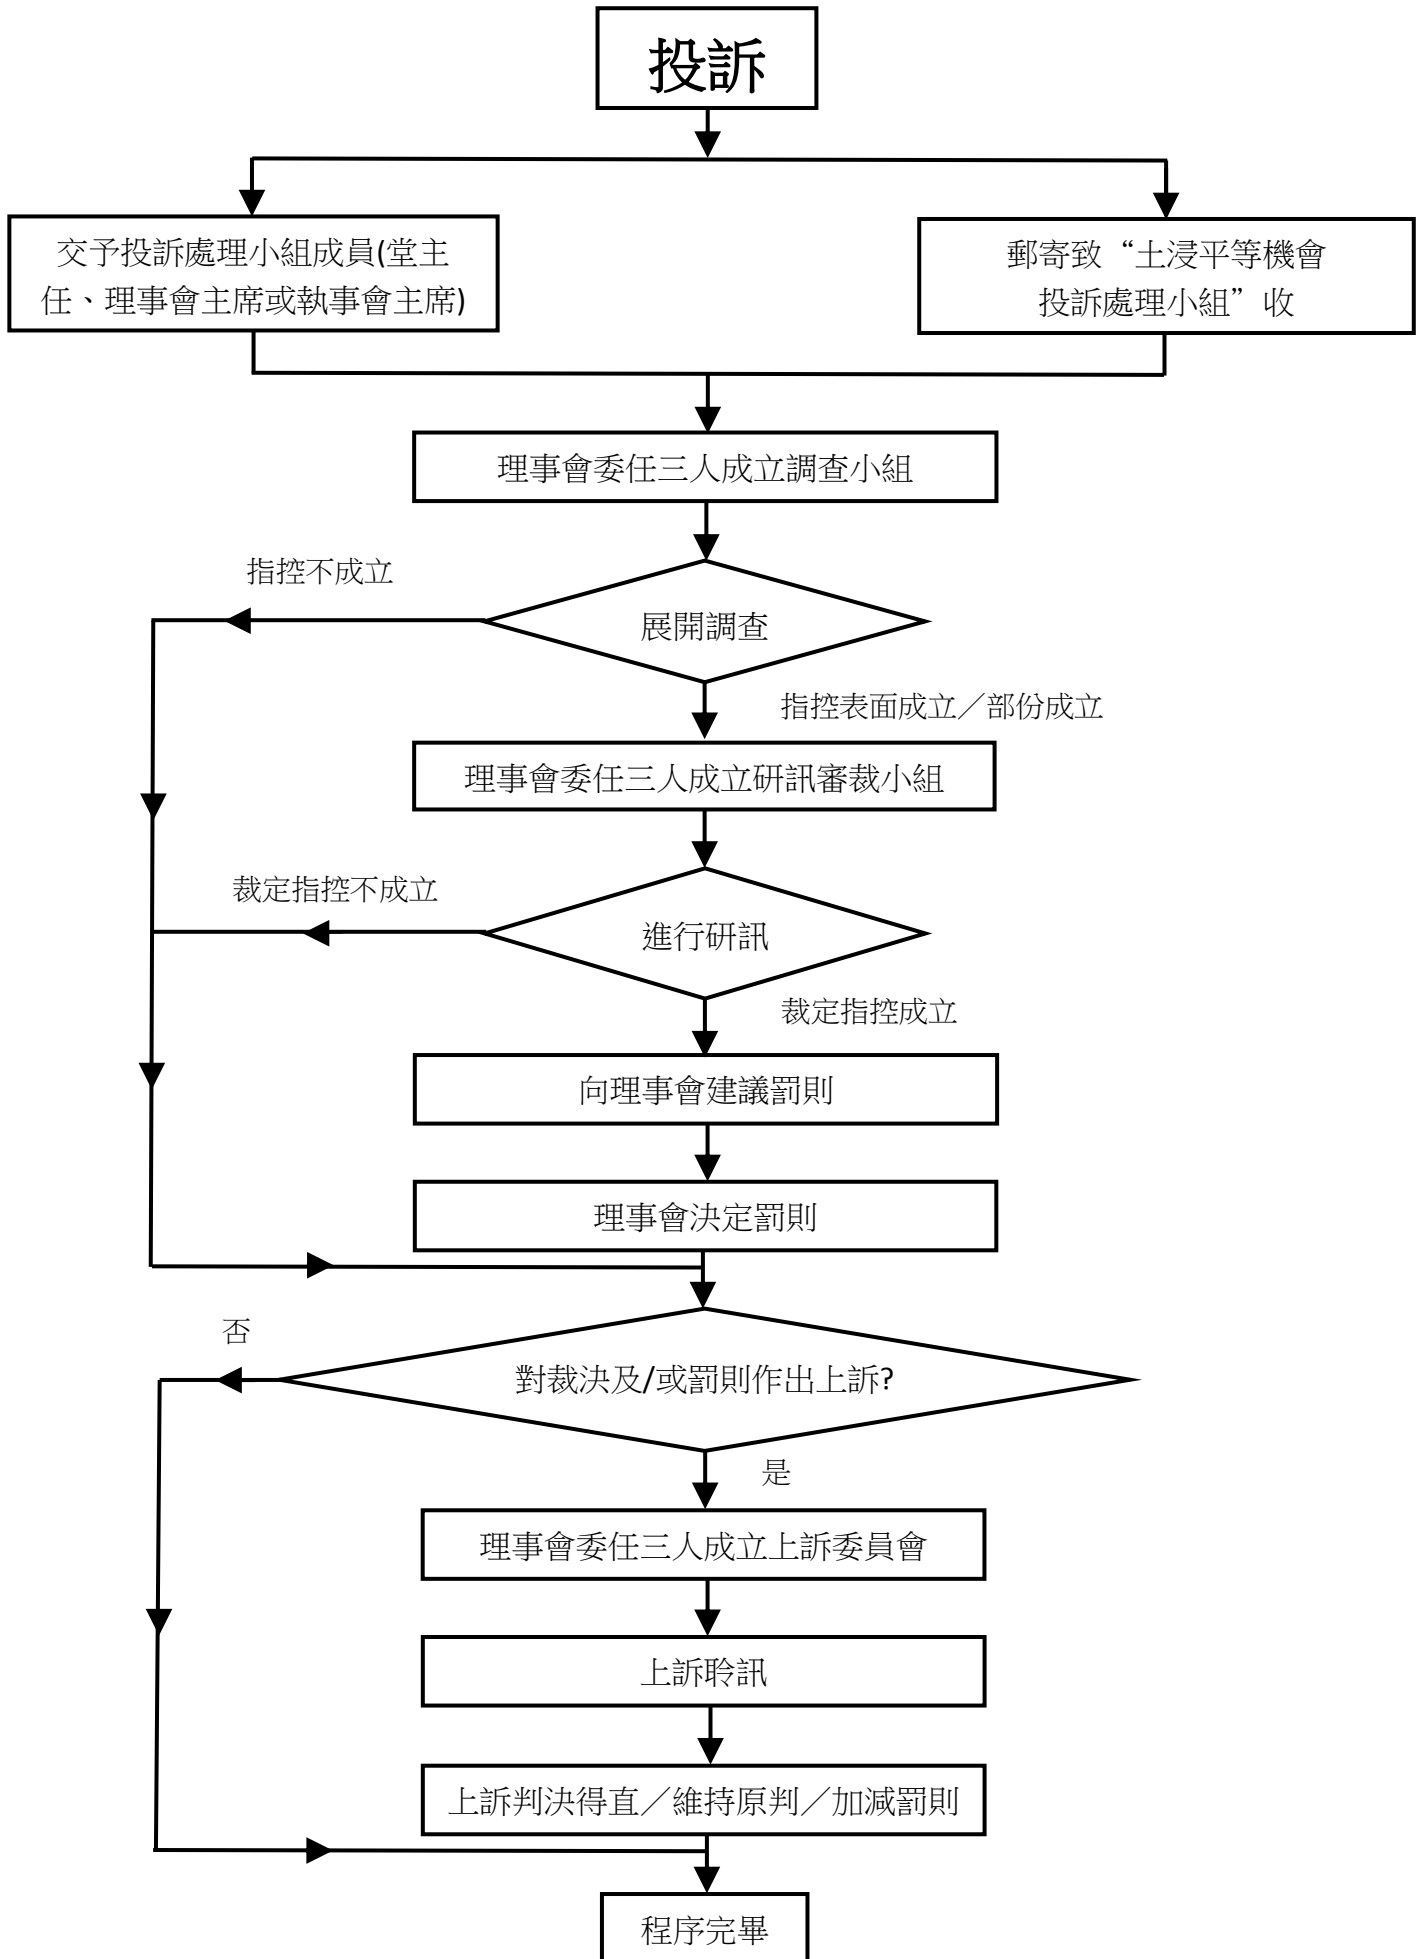 投訴
交予投訴處理小組成員(堂主
任、理事會主席或執事會主席)
郵寄致“土浸平等機會
投訴處理小組”收
理事會委任三人成立調查小組
指控不成立
展開調查
指控表面成立／部份成立
理事會委任三人成立研訊審裁小組
裁定指控不成立
進行研訊
裁定指控成立
向理事會建議罰則
理事會決定罰則
否
對裁決及/或罰則作出上訴?
是
理事會委任三人成立上訴委員會
上訴聆訊
上訴判決得直／維持原判／加減罰則
程序完畢